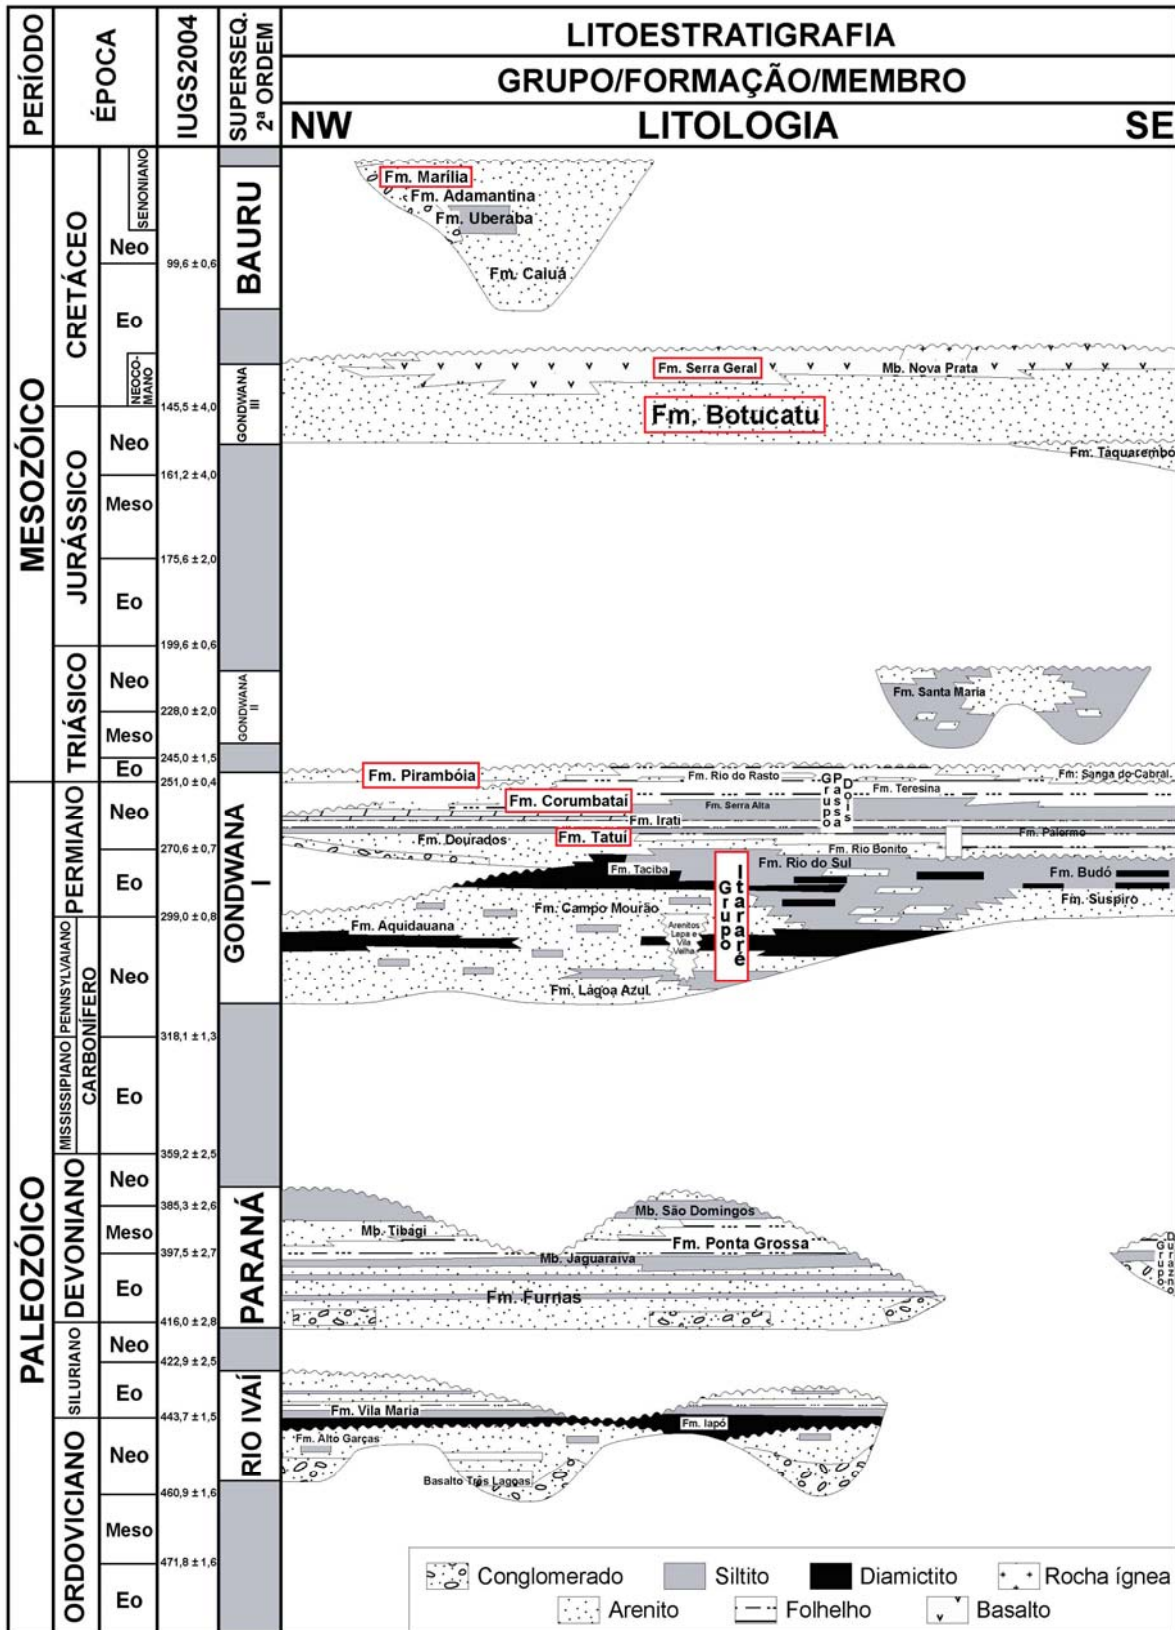 PERÍODO
ÉPOCA
IUGS2004
SUPERSEQ.
2ª ORDEM
LITOESTRATIGRAFIA
GRUPO/FORMAÇÃO/MEMBRO
NW LITOLOGIA SE
MESOZÓICO
PALEOZÓICO
CRETÁCEO
JURÁSSICO
TRIÁSICO
PERMIANO
CARBONÍFERO
PENNSYLVAIANO
MISSISSIPIANO
DEVONIANO
SILURIANO
ORDOVICIANO
SENONIANO
Neo
Eo
NEOCO-
MANO
Neo
Meso
Eo
Neo
Meso
Eo
Neo
Eo
Neo
Eo
Neo
Meso
Eo
Neo
Eo
Neo
Meso
Eo
99,6 ± 0,6
145,5 ± 4,0
161,2 ± 4,0
175,6 ± 2,0
199,6 ± 0,6
228,0 ± 2,0
245,0 ± 1,5
251,0 ± 0,4
270,6 ± 0,7
299,0 ± 0,8
318,1 ± 1,3
359,2 ± 2,5
385,3 ± 2,6
397,5 ± 2,7
416,0 ± 2,8
422,9 ± 2,5
443,7 ± 1,5
460,9 ± 1,6
471,8 ± 1,6
BAURU
GONDWANA
III
GONDWANA
II
GONDWANA
I
PARANÁ
RIO IVAÍ
Fm. Marília
Fm. Adamantina
Fm. Uberaba
Fm. Caiuá
Fm. Serra Geral
Mb. Nova Prata
Fm. Botucatu
Fm. Taquarembó
Fm. Santa Maria
Fm. Pirambóia
Fm. Rio do Rasto
Grupo
Passa
Dois
Fm. Sanga do Cabral
Fm. Teresina
Fm. Corumbataí
Fm. Serra Alta
Fm. Irati
Fm. Tatuí
Fm. Palermo
Fm. Dourados
Fm. Rio Bonito
Fm. Taciba
Grupo
Itararé
Fm. Rio do Sul
Fm. Budó
Fm. Suspiro
Fm. Campo Mourão
Fm. Aquidauana
Arenitos
Lapa e
Vila
Velha
Fm. Lagoa Azul
Mb. São Domingos
Mb. Tibagi
Fm. Ponta Grossa
Mb. Jaguaraíva
Grupo
Durazno
Fm. Furnas
Fm. Vila Maria
Fm. Iapó
Fm. Alto Garças
Basalto Três Lagoas
Conglomerado Siltito Diamictito Rocha ígnea
Arenito Folhelho Basalto